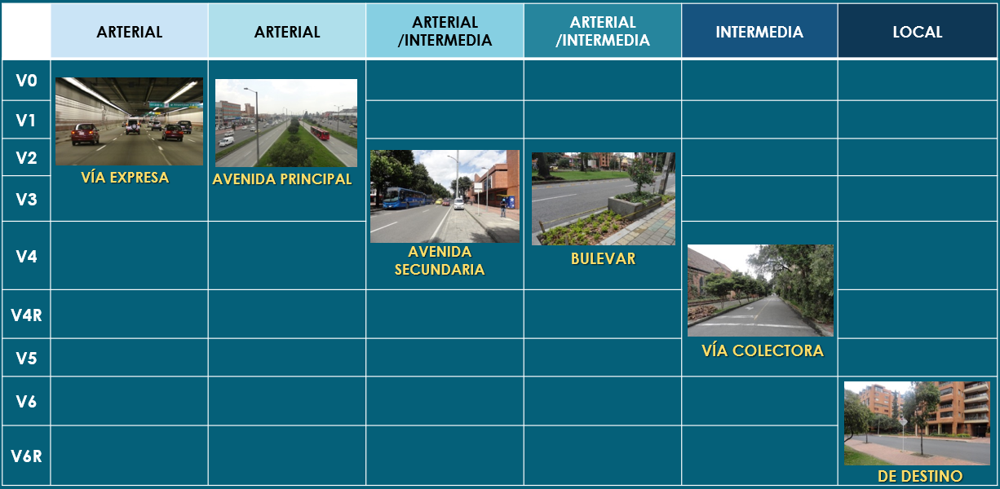 ARTERIAL
ARTERIAL
ARTERIAL
/INTERMEDIA
ARTERIAL
/INTERMEDIA
INTERMEDIA
LOCAL
V0
V1
V2
VÍA EXPRESA
AVENIDA PRINCIPAL
V3
V4
AVENIDA
SECUNDARIA
BULEVAR
V4R
V5
VÍA COLECTORA
V6
V6R
DE DESTINO